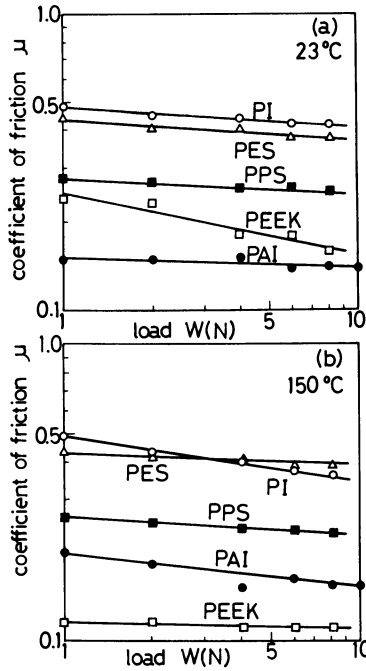 1.0
(a)
23°C
0.5
PI
PES
PPS
PEEK
PAI
0.1
1
5
10
load W(N)
coefficient of friction μ
1.0
(b)
150°C
0.5
PES
PI
PPS
PAI
PEEK
0.1
1
5
10
load W(N)
coefficient of friction μ